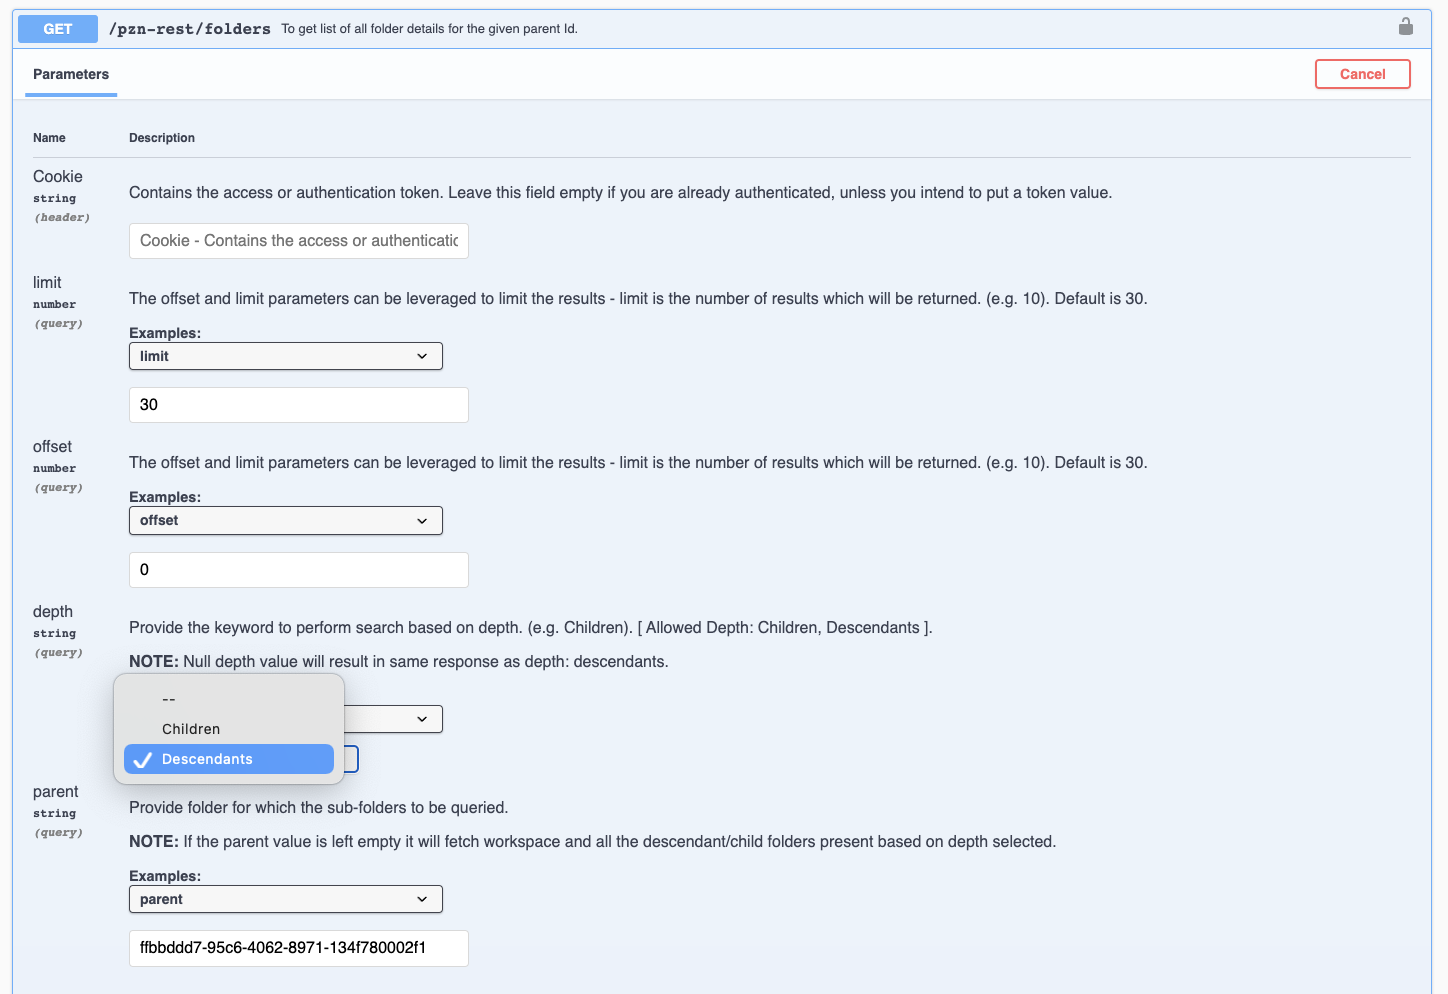 GET /pzn-rest/folders To get list of all folder details for the given parent Id.
Parameters
Cancel
Name Description
Cookie
string
(header)
Contains the access or authentication token. Leave this field empty if you are already authenticated, unless you intend to put a token value.
Cookie - Contains the access or authenticatic
limit
number
(query)
The offset and limit parameters can be leveraged to limit the results - limit is the number of results which will be returned. (e.g. 10). Default is 30.
Examples:
limit
30
offset
number
(query)
The offset and limit parameters can be leveraged to limit the results - limit is the number of results which will be returned. (e.g. 10). Default is 30.
Examples:
offset
0
depth
string
(query)
Provide the keyword to perform search based on depth. (e.g. Children). [ Allowed Depth: Children, Descendants ].
NOTE: Null depth value will result in same response as depth: descendants.
--
Children
Descendants
parent
string
(query)
Provide folder for which the sub-folders to be queried.
NOTE: If the parent value is left empty it will fetch workspace and all the descendant/child folders present based on depth selected.
Examples:
parent
ffbbddd7-95c6-4062-8971-134f780002f1